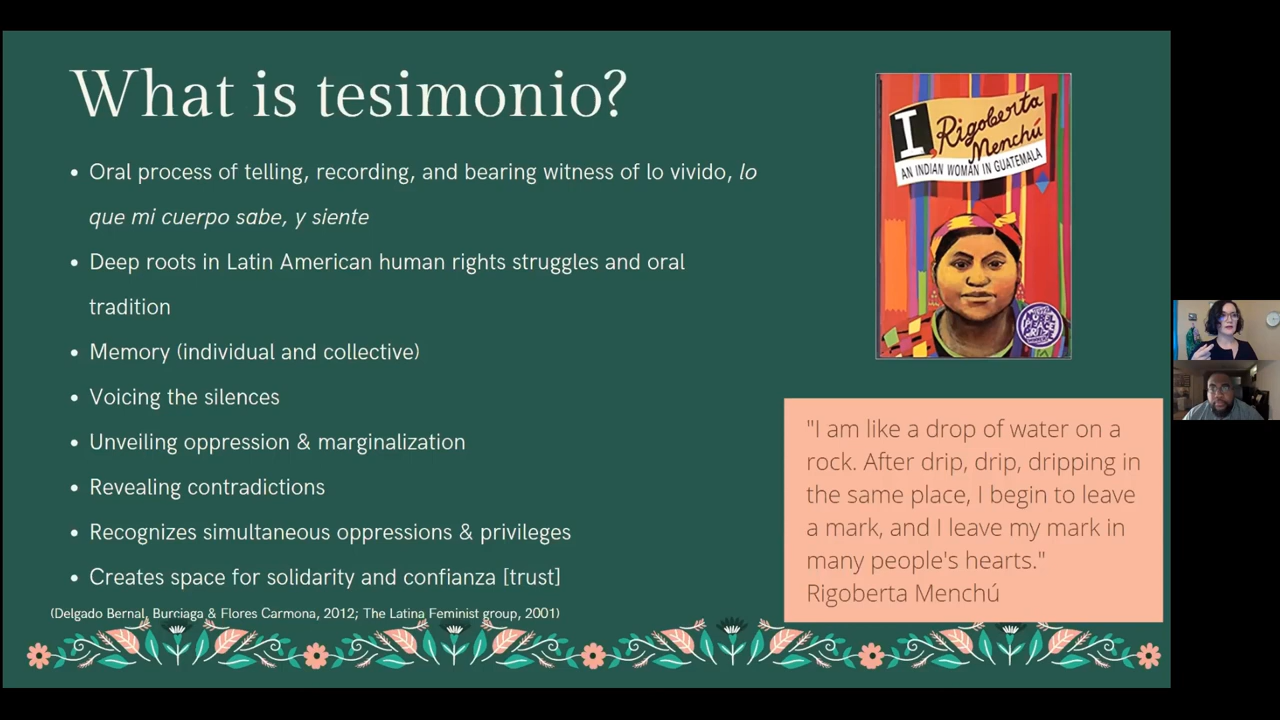 What is tesimonio?
• Oral process of telling, recording, and bearing witness of lo vivido, lo
que mi cuerpo sabe, y siente
• Deep roots in Latin American human rights struggles and oral
tradition
• Memory (individual and collective)
• Voicing the silences
• Unveiling oppression & marginalization
• Revealing contradictions
• Recognizes simultaneous oppressions & privileges
• Creates space for solidarity and confianza [trust]
(Delgado Bernal, Burciaga & Flores Carmona, 2012; The Latina Feminist group, 2001)
I, Rigoberta
Menchú
AN INDIAN WOMAN IN GUATEMALA
NOBEL
PEACE
PRIZE
"I am like a drop of water on a
rock. After drip, drip, dripping in
the same place, I begin to leave
a mark, and I leave my mark in
many people's hearts."
Rigoberta Menchú